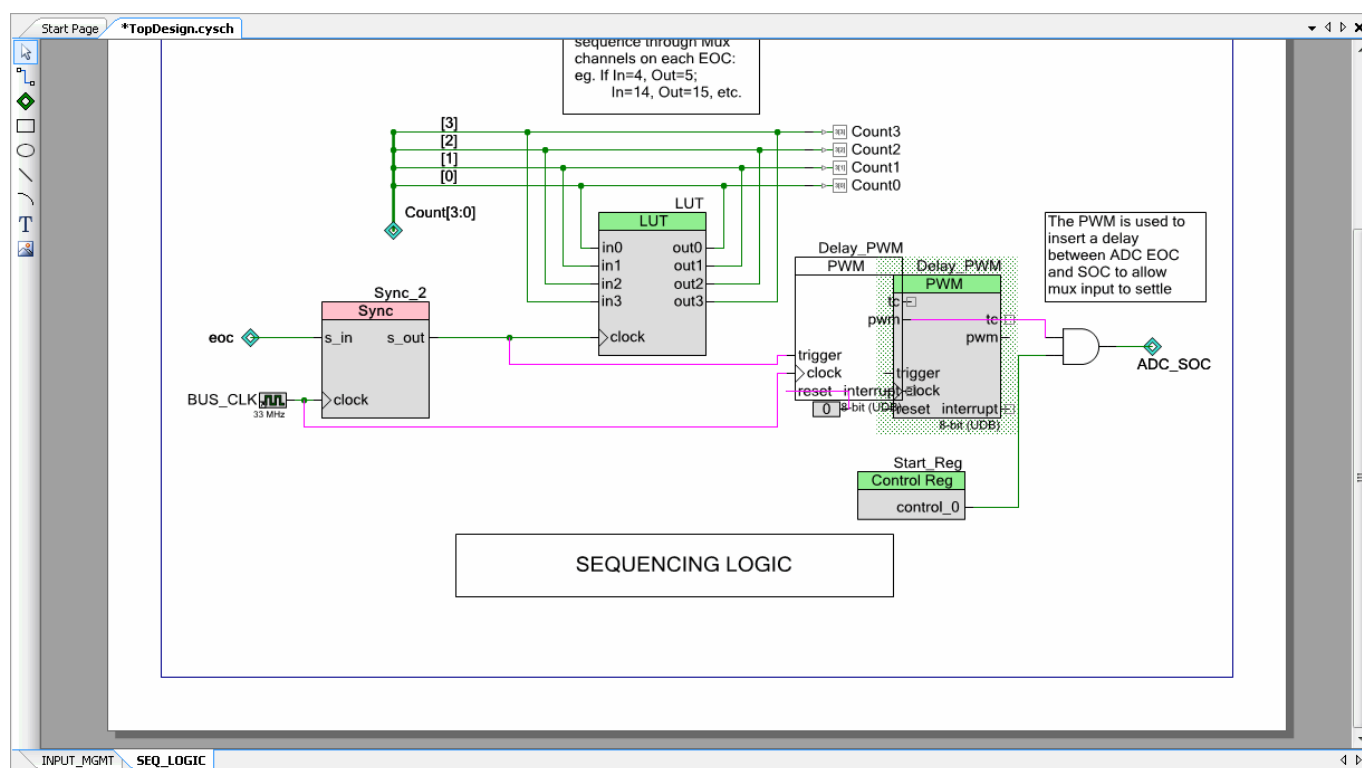 Start Page
*TopDesign.cysch
sequence through Mux
channels on each EOC:
eg. If In=4, Out=5;
In=14, Out=15, etc.
[3]
[2]
[1]
[0]
Count3
Count2
Count1
Count0
Count[3:0]
LUT
LUT
in0
in1
in2
in3
out0
out1
out2
out3
clock
The PWM is used to
insert a delay
between ADC EOC
and SOC to allow
mux input to settle
Delay_PWM
PWM
tc
pwm
trigger
clock
reset interrupt
0
8-bit (UDB)
Delay_PWM
PWM
tc
pwm
trigger
clock
reset interrupt
8-bit (UDB)
Sync_2
Sync
eoc
s_in s_out
BUS_CLK
33 MHz
clock
ADC_SOC
Start_Reg
Control Reg
control_0
SEQUENCING LOGIC
T
INPUT_MGMT
SEQ_LOGIC